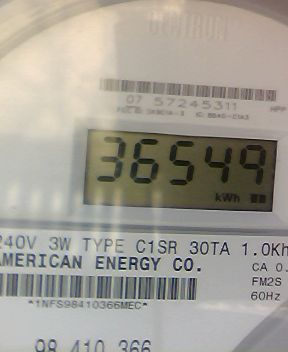 CENTRON
07 57245311
36549
kWh
240V 3W TYPE C1SR 30TA 1.0Kh
AMERICAN ENERGY CO.
CA 0.
FM2S
60Hz
*1NFS98410366MEC*
98 410 366